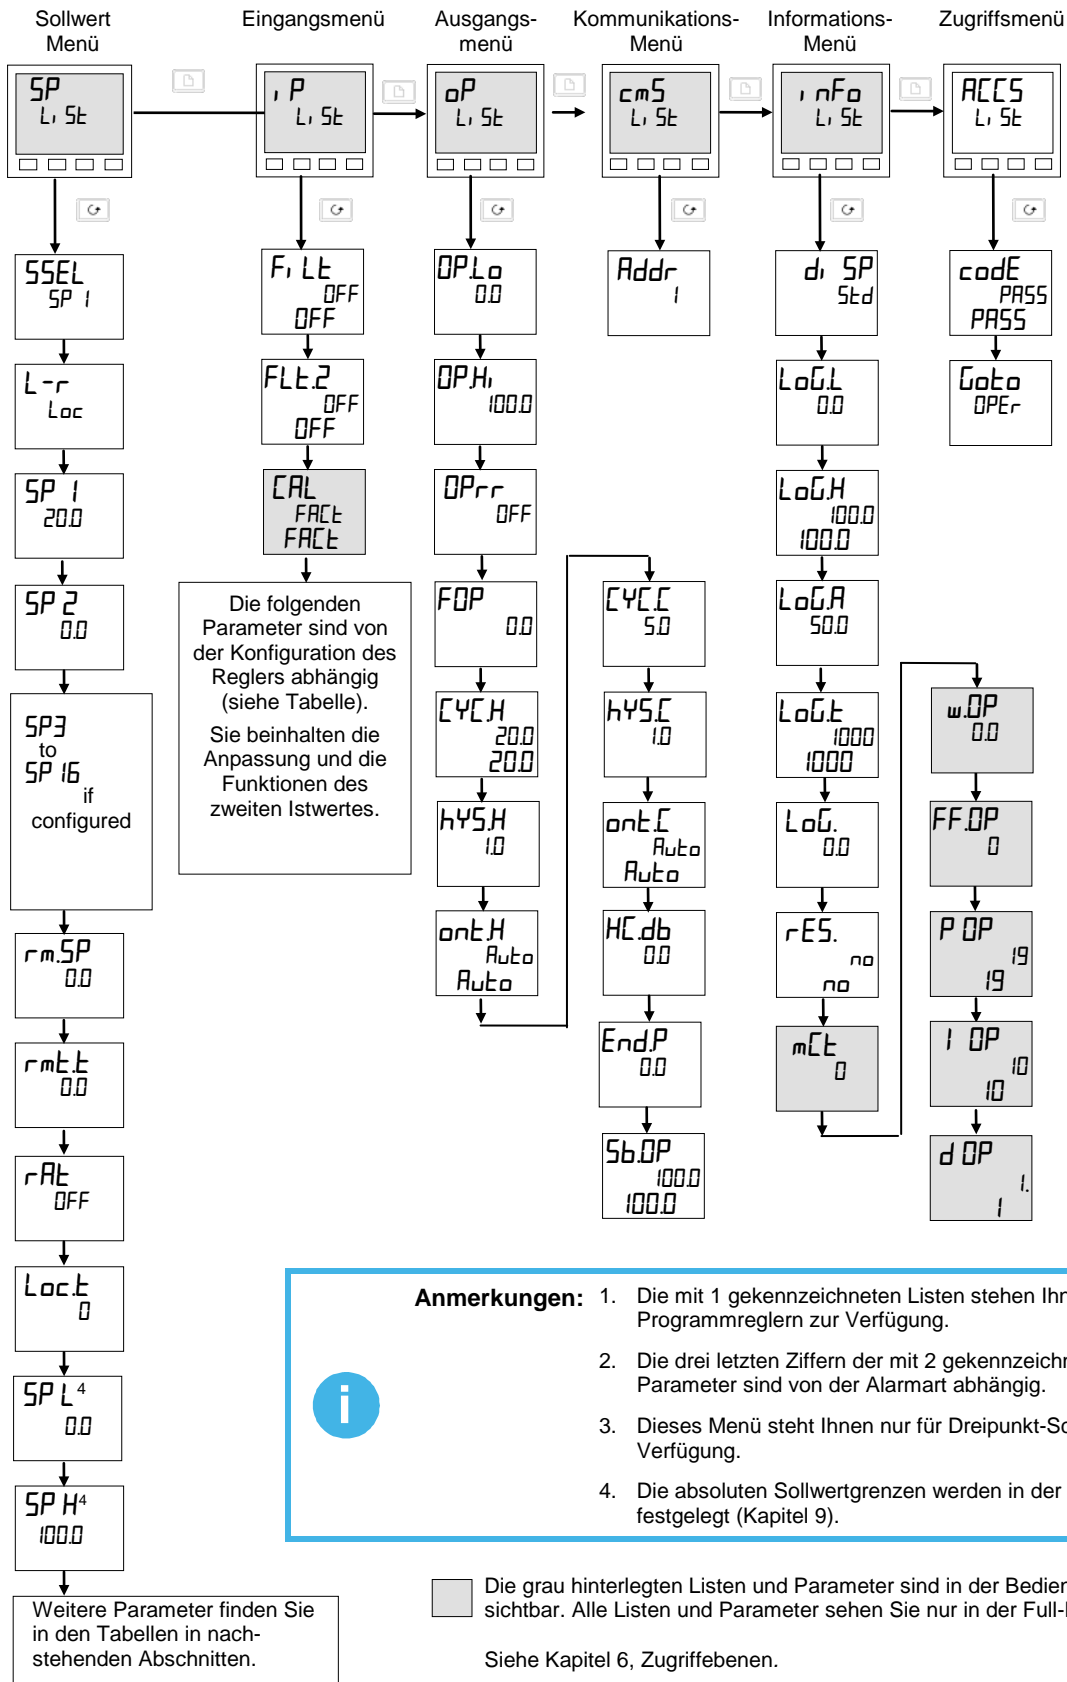 Sollwert
Menü
Eingangsmenü
Ausgangs-
menü
Kommunikations-
Menü
Informations-
Menü
Zugriffsmenü
SP
LiSt
iP
LiSt
oP
LiSt
cmS
LiSt
inFo
LiSt
ACCS
LiSt
SSEL
SP 1
L-r
Loc
SP 1
20.0
SP 2
0.0
SP3
to
SP 16
if
configured
rm.SP
0.0
rmt.t
0.0
rAt
OFF
Loc.t
0
SP L4
0.0
SP H4
100.0
Weitere Parameter finden Sie
in den Tabellen in nach-
stehenden Abschnitten.
FiLt
OFF
OFF
FLt.2
OFF
OFF
CAL
FACt
FACt
Die folgenden
Parameter sind von
der Konfiguration des
Reglers abhängig
(siehe Tabelle).
Sie beinhalten die
Anpassung und die
Funktionen des
zweiten Istwertes.
OP.Lo
0.0
OP.Hi
100.0
OPrr
OFF
FOP
0.0
CYC.H
20.0
20.0
hYS.H
1.0
ont.H
Auto
Auto
Addr
1
CYC.C
5.0
hYS.C
1.0
ont.C
Auto
Auto
HC.db
0.0
End.P
0.0
Sb.OP
100.0
100.0
diSP
Std
LoG.L
0.0
LoG.H
100.0
100.0
LoG.A
50.0
LoG.t
1000
1000
LoG.
0.0
rES.
no
no
mCt
0
codE
PASS
PASS
Goto
OPEr
w.OP
0.0
FF.OP
0
P OP
19
19
I OP
10
10
d OP
1.
1
Anmerkungen:
1. Die mit 1 gekennzeichneten Listen stehen Ihn
Programmreglern zur Verfügung.
2. Die drei letzten Ziffern der mit 2 gekennzeich
Parameter sind von der Alarmart abhängig.
3. Dieses Menü steht Ihnen nur für Dreipunkt-Sc
Verfügung.
4. Die absoluten Sollwertgrenzen werden in der
festgelegt (Kapitel 9).
i
Die grau hinterlegten Listen und Parameter sind in der Bedien
sichtbar. Alle Listen und Parameter sehen Sie nur in der Full-
Siehe Kapitel 6, Zugriffebenen.